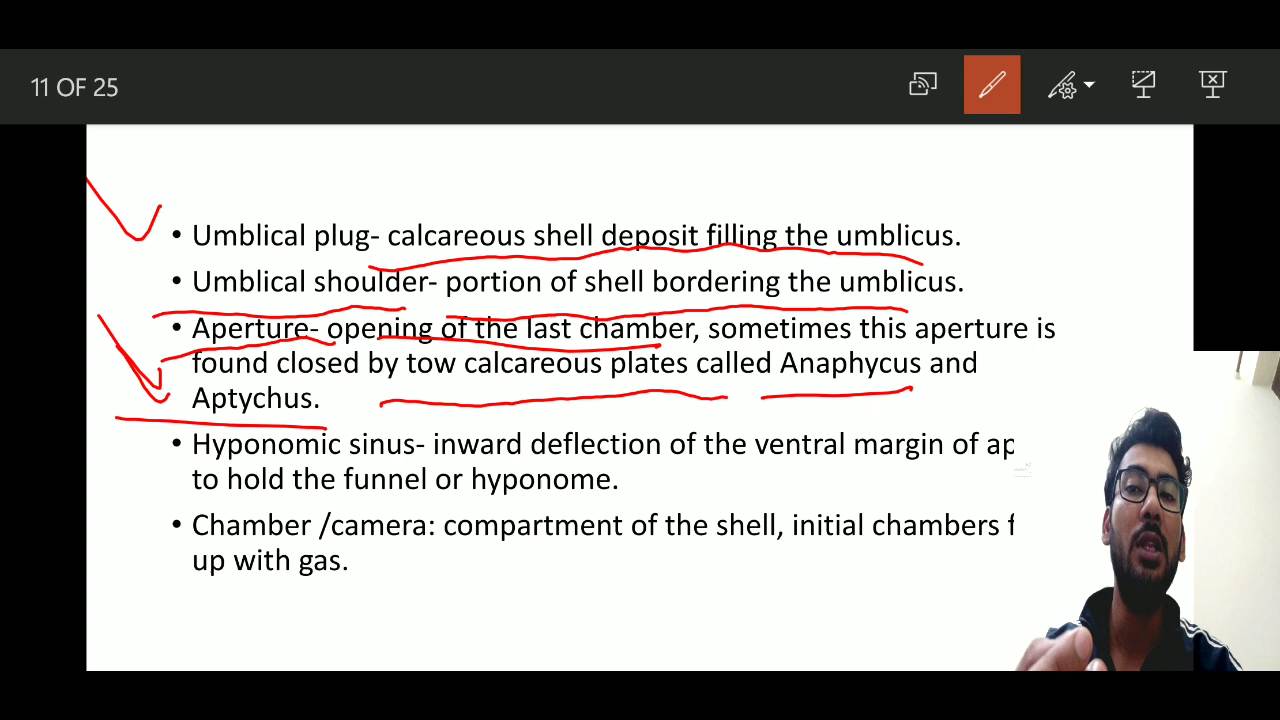 11 OF 25
• Umblical plug- calcareous shell deposit filling the umblicus.
• Umblical shoulder- portion of shell bordering the umblicus.
• Aperture- opening of the last chamber, sometimes this aperture is
found closed by tow calcareous plates called Anaphycus and
Aptychus.
• Hyponomic sinus- inward deflection of the ventral margin of ap
to hold the funnel or hyponome.
• Chamber /camera: compartment of the shell, initial chambers f
up with gas.